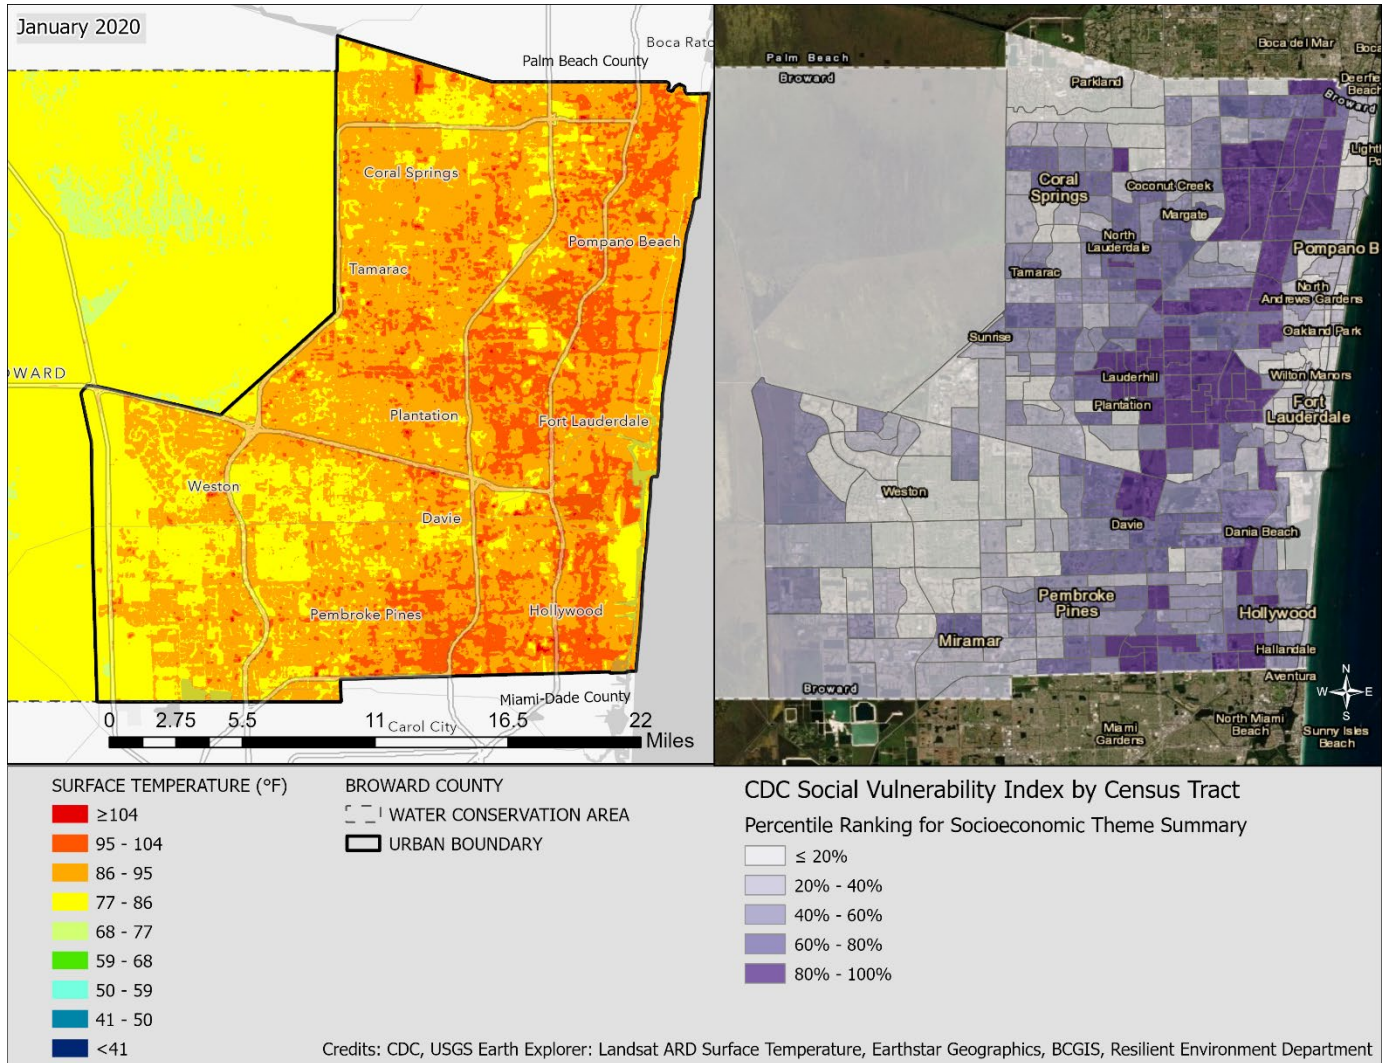 January 2020
Boca Rato
Palm Beach County
Coral Springs
Pompano Beach
Tamarac
OWARD
Plantation
Fort Lauderdale
Weston
Davie
Pembroke Pines
Hollywood
Miami-Dade County
Carol City
0 2.75 5.5 11 16.5 22
Miles
Boca del Mar
Boca
Palm Beach
Broward
Parkland
Deerfie
Beach
Broward
Lighth
Po
Coral
Springs
Coconut Creek
Margate
North
Lauderdale
Pompano B
Tamarac
North
Andrews Gardens
Sunrise
Oakland Park
Lauderhill
Wilton Manors
Plantation
Fort
Lauderdale
Weston
Davie
Dania Beach
Pembroke
Pines
Hollywood
Miramar
Hallandale
Aventura
Broward
N
W E
S
Miami
Gardens
North Miami
Beach
Sunny Isles
Beach
SURFACE TEMPERATURE (°F)
≥104
95 - 104
86 - 95
77 - 86
68 - 77
59 - 68
50 - 59
41 - 50
<41
BROWARD COUNTY
WATER CONSERVATION AREA
URBAN BOUNDARY
CDC Social Vulnerability Index by Census Tract
Percentile Ranking for Socioeconomic Theme Summary
≤ 20%
20% - 40%
40% - 60%
60% - 80%
80% - 100%
Credits: CDC, USGS Earth Explorer: Landsat ARD Surface Temperature, Earthstar Geographics, BCGIS, Resilient Environment Department